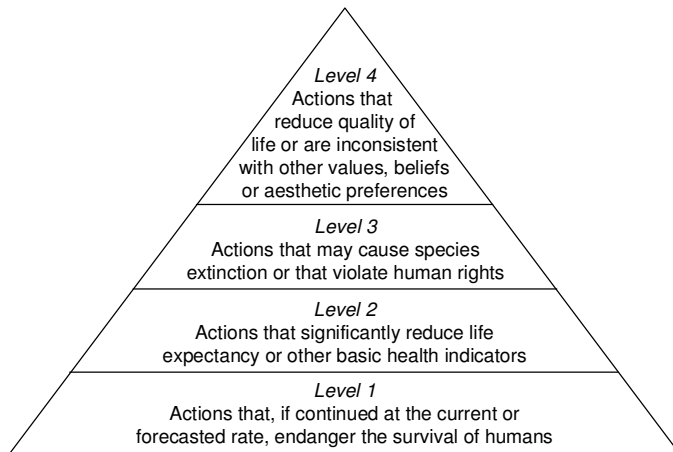 Level 4
Actions that
reduce quality of
life or are inconsistent
with other values, beliefs
or aesthetic preferences
Level 3
Actions that may cause species
extinction or that violate human rights
Level 2
Actions that significantly reduce life
expectancy or other basic health indicators
Level 1
Actions that, if continued at the current or
forecasted rate, endanger the survival of humans